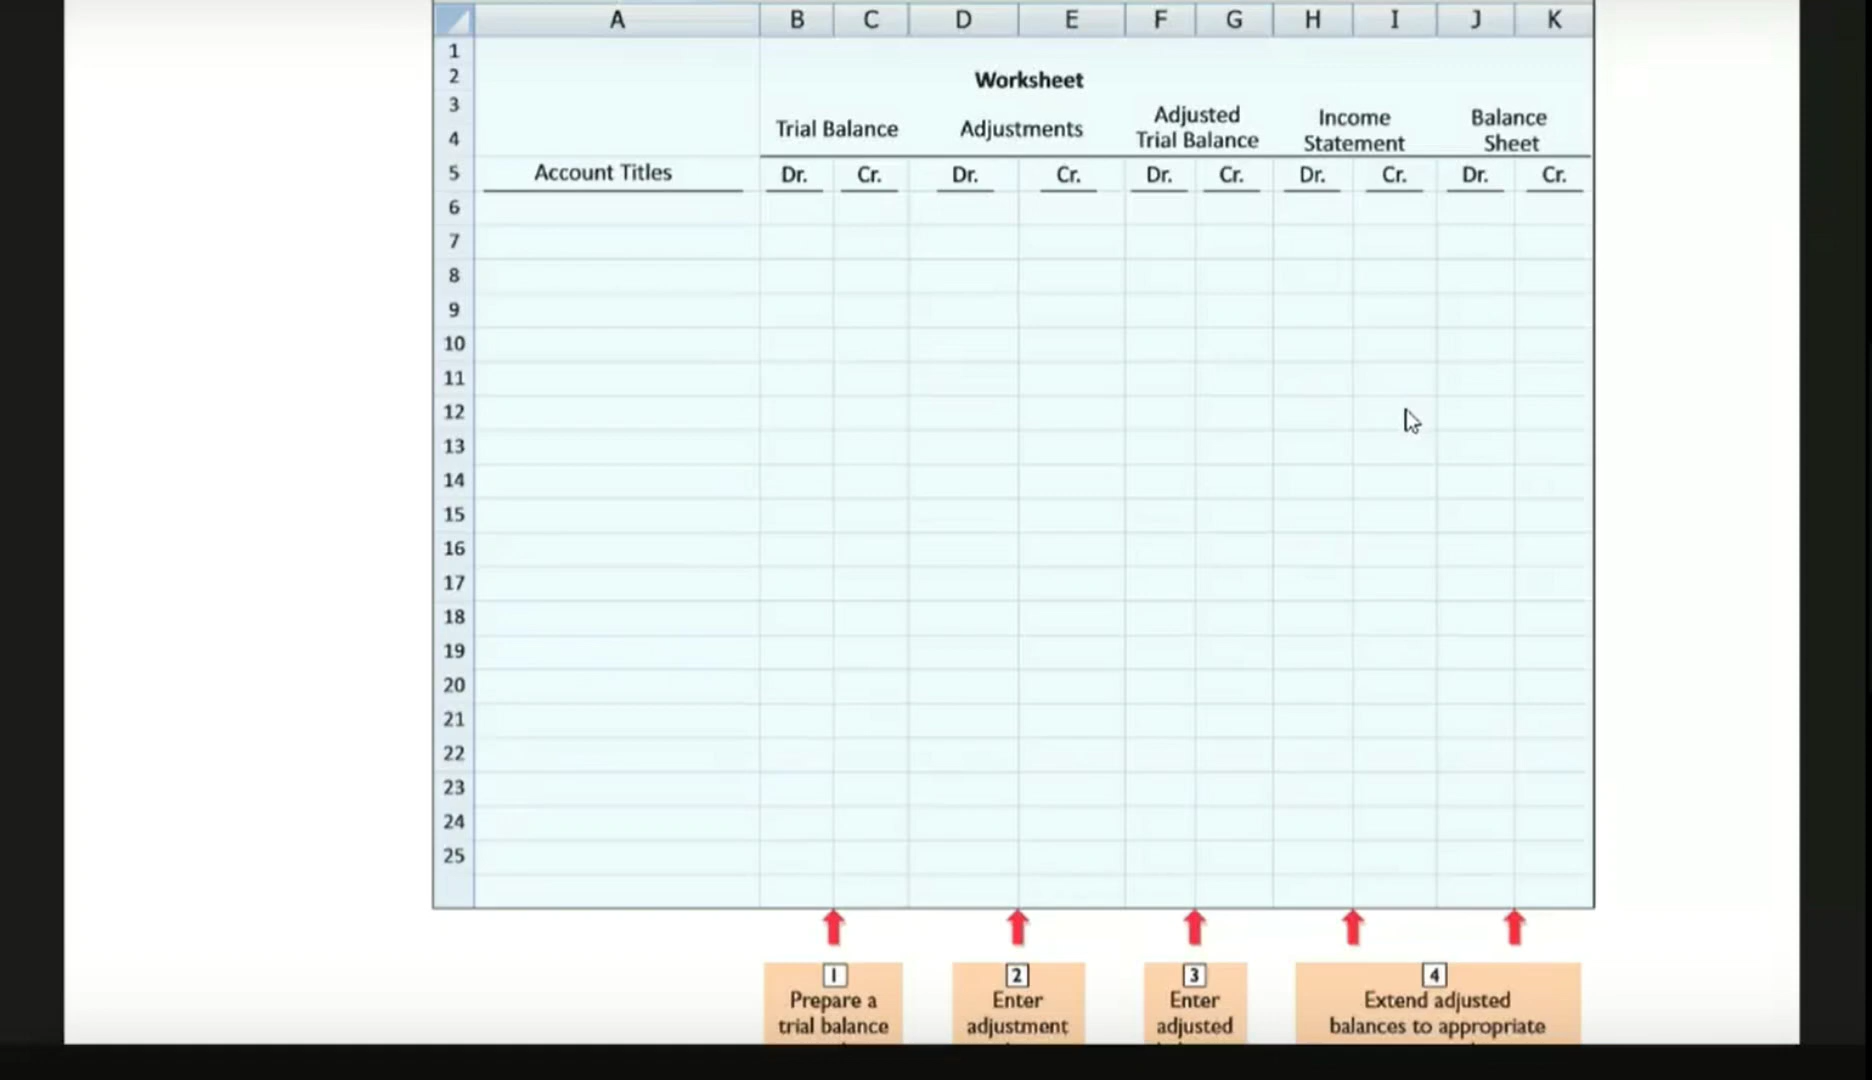 A B C D E F G H I J K
1
2 Worksheet
3
4 Trial Balance Adjustments Adjusted Trial Balance Income Statement Balance Sheet
5 Account Titles Dr. Cr. Dr. Cr. Dr. Cr. Dr. Cr. Dr. Cr.
6
7
8
9
10
11
12
13
14
15
16
17
18
19
20
21
22
23
24
25
1
Prepare a
trial balance
2
Enter
adjustment
3
Enter
adjusted
4
Extend adjusted
balances to appropriate